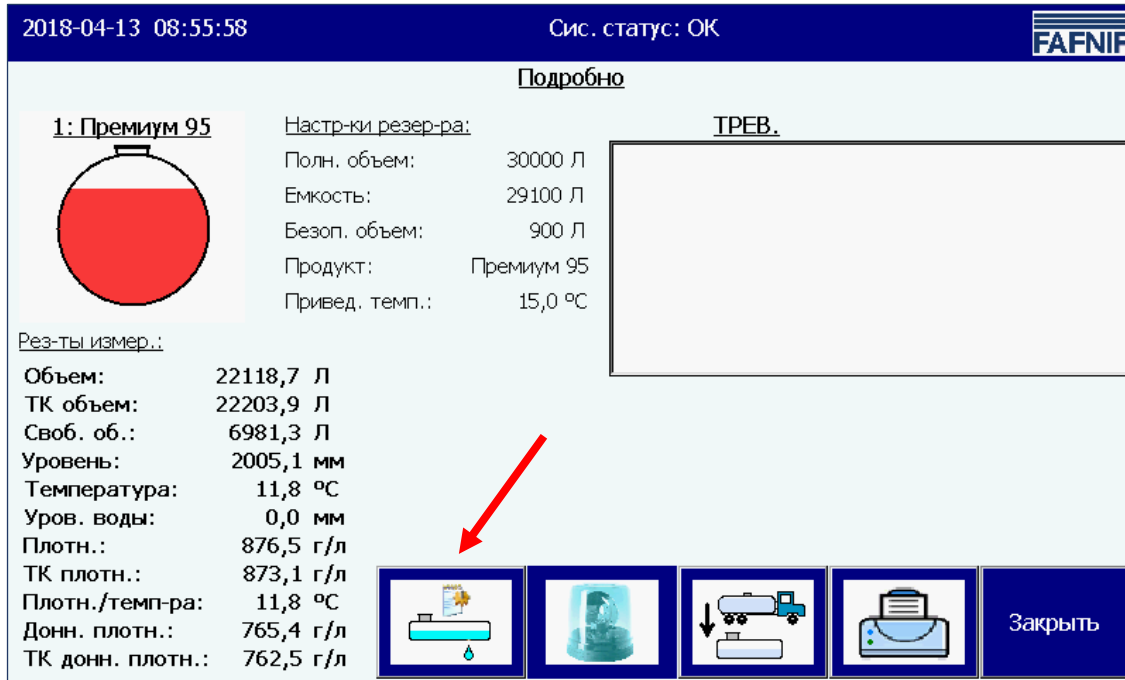 2018-04-13 08:55:58
Сис. статус: ОК
FAFNIR
Подробно
1: Премиум 95
Настр-ки резер-ра:
Полн. объем: 30000 Л
Емкость: 29100 Л
Безоп. объем: 900 Л
Продукт: Премиум 95
Привед. темп.: 15,0 ºC
ТРЕВ.
Рез-ты измер.:
Объем: 22118,7 Л
ТК объем: 22203,9 Л
Своб. об.: 6981,3 Л
Уровень: 2005,1 мм
Температура: 11,8 ºC
Уров. воды: 0,0 мм
Плотн.: 876,5 г/л
ТК плотн.: 873,1 г/л
Плотн./темп-ра: 11,8 ºC
Донн. плотн.: 765,4 г/л
ТК донн. плотн.: 762,5 г/л
Закрыть